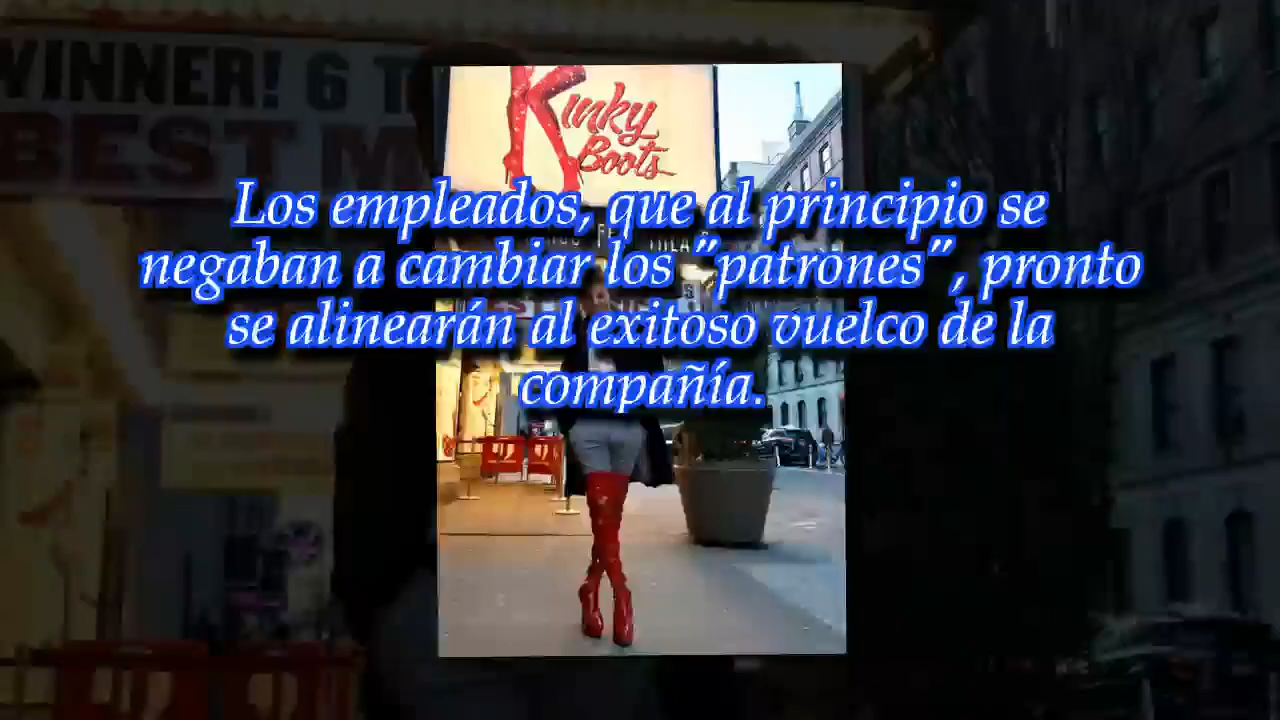 WINNER! 6 T
BEST M
Kinky
Boots
Los empleados, que al principio se
negaban a cambiar los "patrones", pronto
se alinearán al exitoso vuelco de la
compañía.